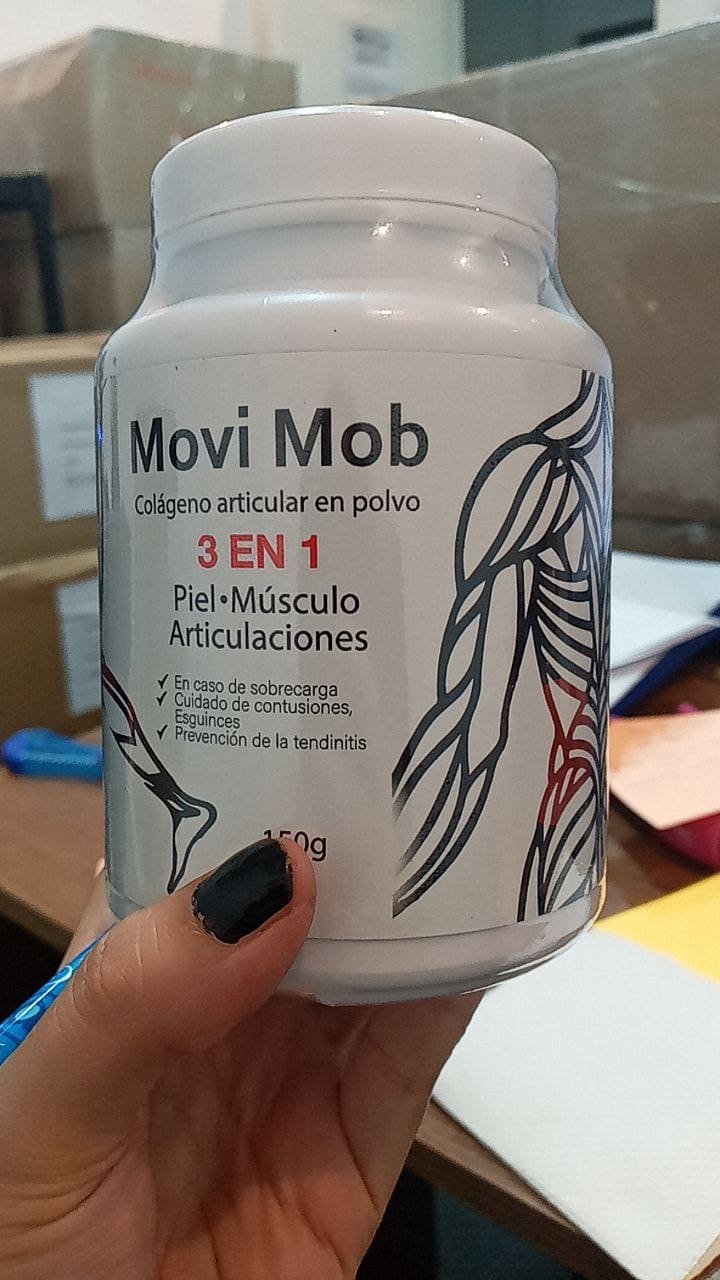 Movi Mob
Colágeno articular en polvo
3 EN 1
Piel•Músculo
Articulaciones
✓ En caso de sobrecarga
✓ Cuidado de contusiones,
Esguinces
✓ Prevención de la tendinitis
150g